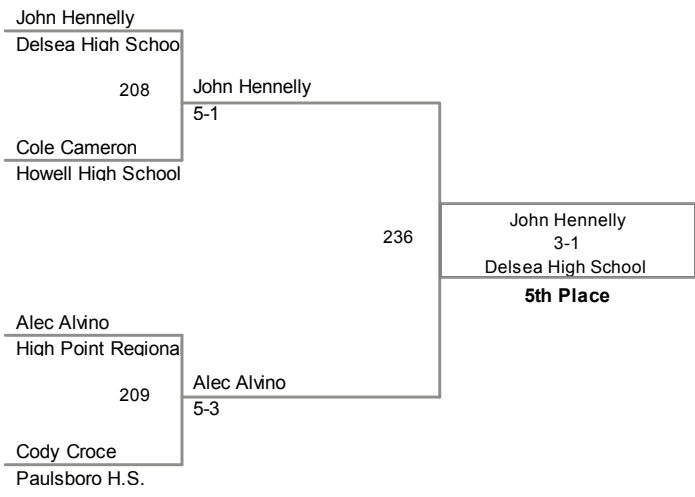 John Hennelly
Delsea High Schoo
208
John Hennelly
5-1
Cole Cameron
Howell High School
236
John Hennelly
3-1
Delsea High School
5th Place
Alec Alvino
High Point Regiona
209
Alec Alvino
5-3
Cody Croce
Paulsboro H.S.